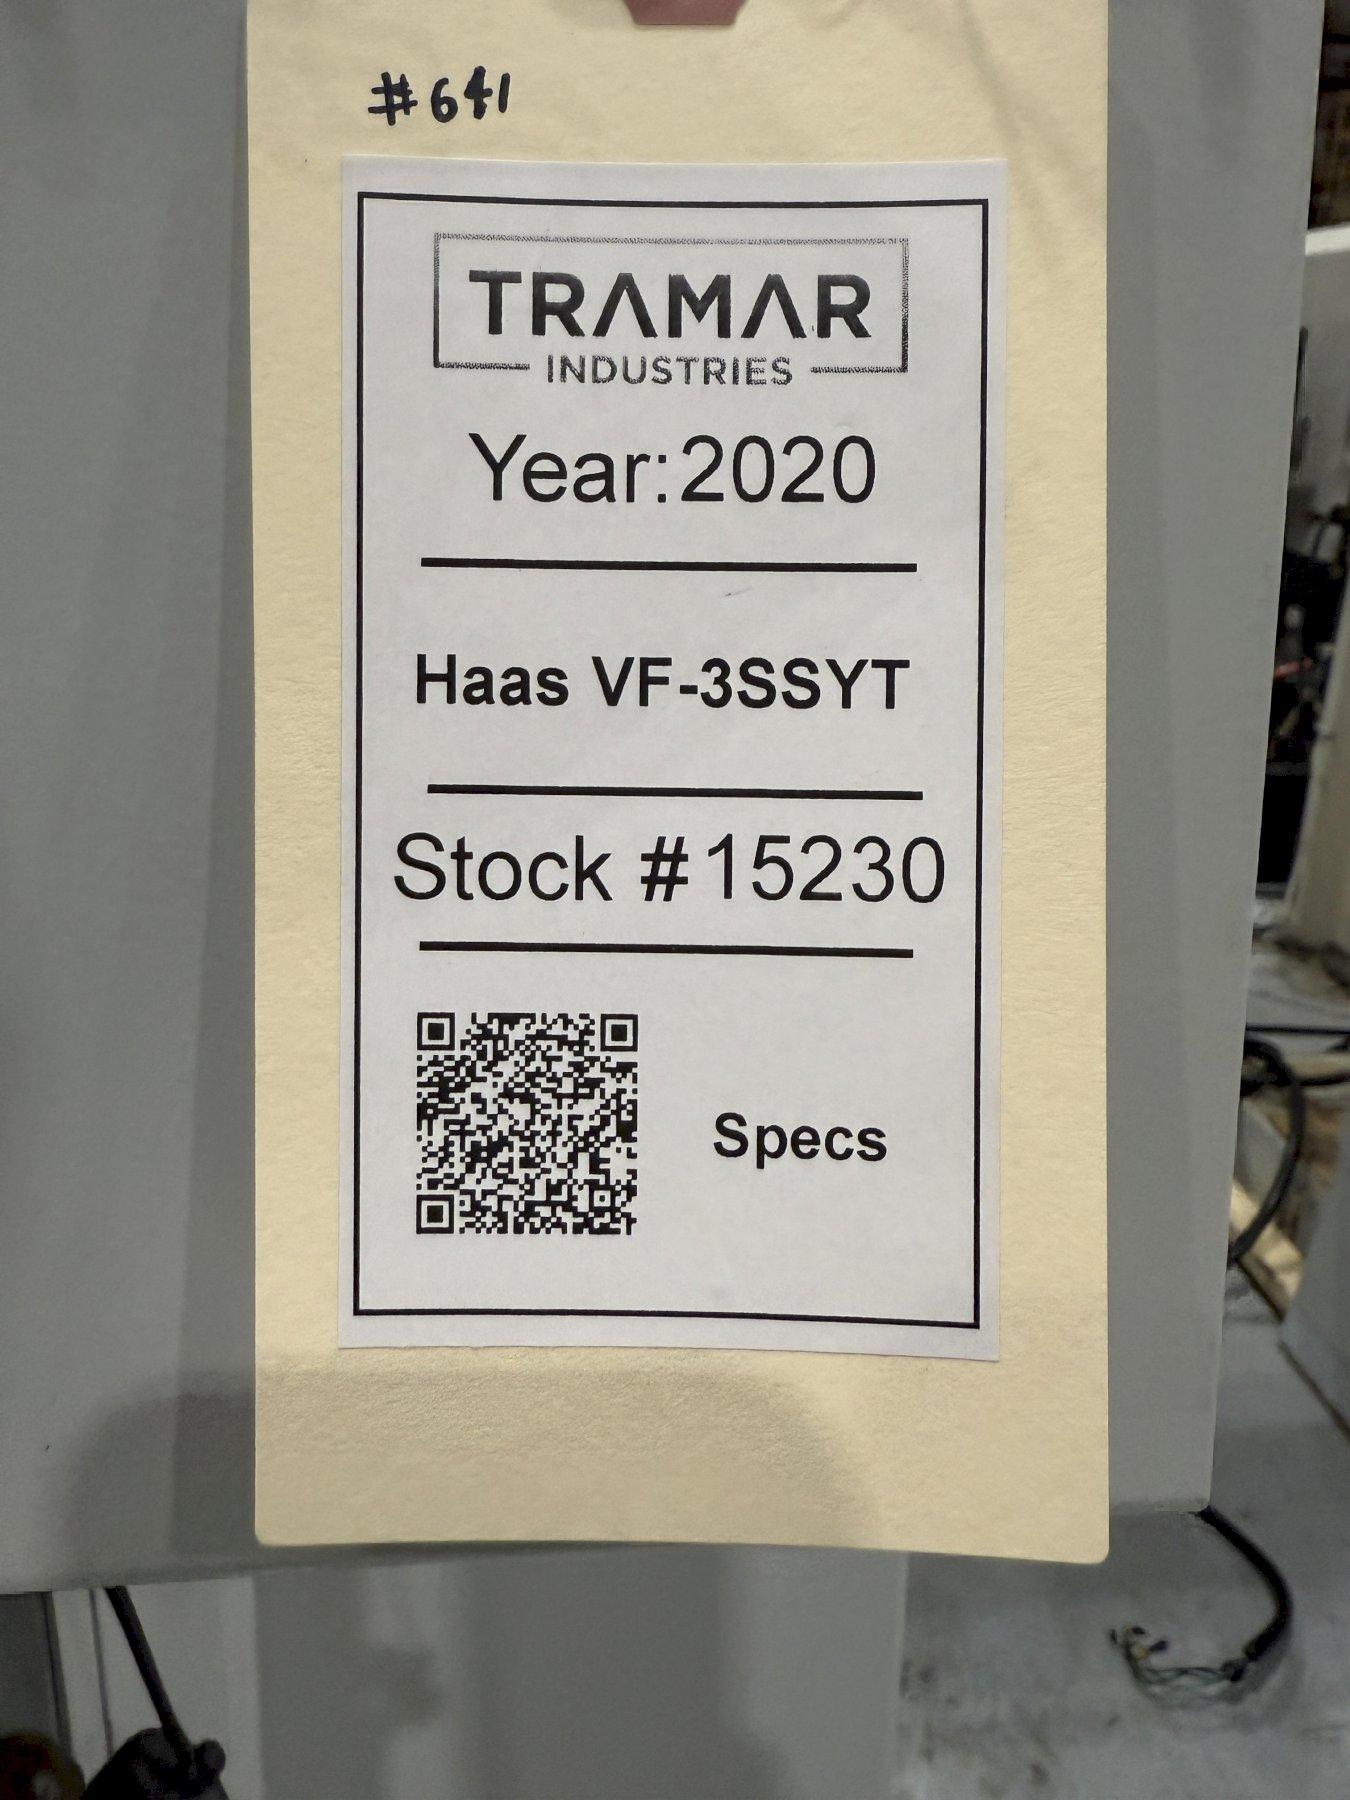 #641
TRAMAR
INDUSTRIES
Year:2020
Haas VF-3SSYT
Stock #15230
Specs